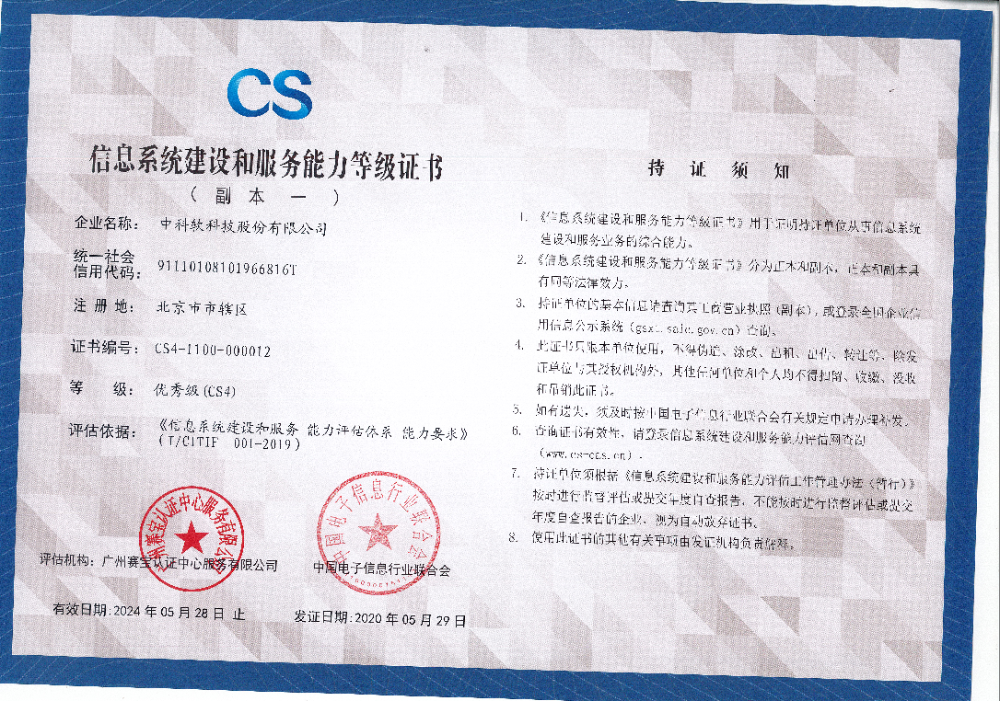 CS
信息系统建设和服务能力等级证书
（ 副 本 一 ）
企业名称： 中科软科技股份有限公司
统一社会
信用代码： 91110108101966816T
注 册 地： 北京市市辖区
证书编号： CS4-1100-000012
等 级： 优秀级(CS4)
评估依据： 《信息系统建设和服务 能力评估体系 能力要求》
(T/CITIF 001-2019)
广州赛宝认证中心服务有限公司
中国电子信息行业联合会
评估机构：广州赛宝认证中心服务有限公司
中国电子信息行业联合会
有效日期:2024 年 05 月 28 日 止
发证日期:2020 年 05 月 29 日
持 证 须 知
1. 《信息系统建设和服务能力等级证书》用于证明持证单位从事信息系统
建设和服务业务的综合能力。
2. 《信息系统建设和服务能力等级证书》分为正本和副本，正本和副本具
有同等法律效力。
3. 持证单位的基本信息请查询其工商营业执照（副本），或登录全国企业信
用信息公示系统（gsxt.saic.gov.cn）查询。
4. 此证书只限本单位使用，不得伪造、涂改、出租、出借、转让等。除发
证单位与其授权机构外，其他任何单位和个人均不得扣留、收缴、没收
和吊销此证书。
5. 如有遗失，须及时按中国电子信息行业联合会有关规定申请办理补发。
6. 查询证书有效性，请登录信息系统建设和服务能力评估网查询
（www.cs-cas.cn）.
7. 持证单位须根据《信息系统建设和服务能力评估工作管理办法（暂行）》
按时进行监督评估或提交年度自查报告，不能按时进行监督评估或提交
年度自查报告的企业，视为自动放弃证书。
8. 使用此证书的其他有关事项由发证机构负责解释。